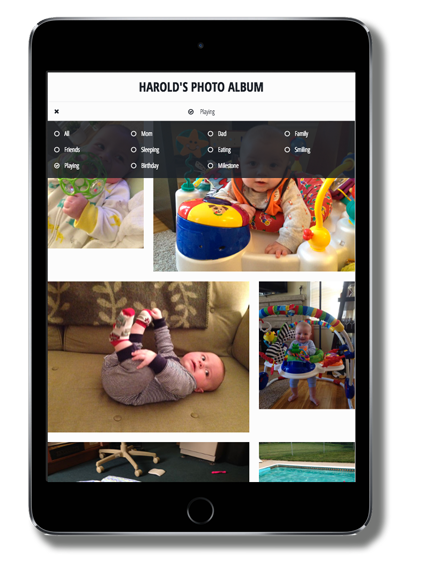 HAROLD'S PHOTO ALBUM
Playing
All Mom Dad Family
Friends Sleeping Eating Smiling
Playing Birthday Milestone